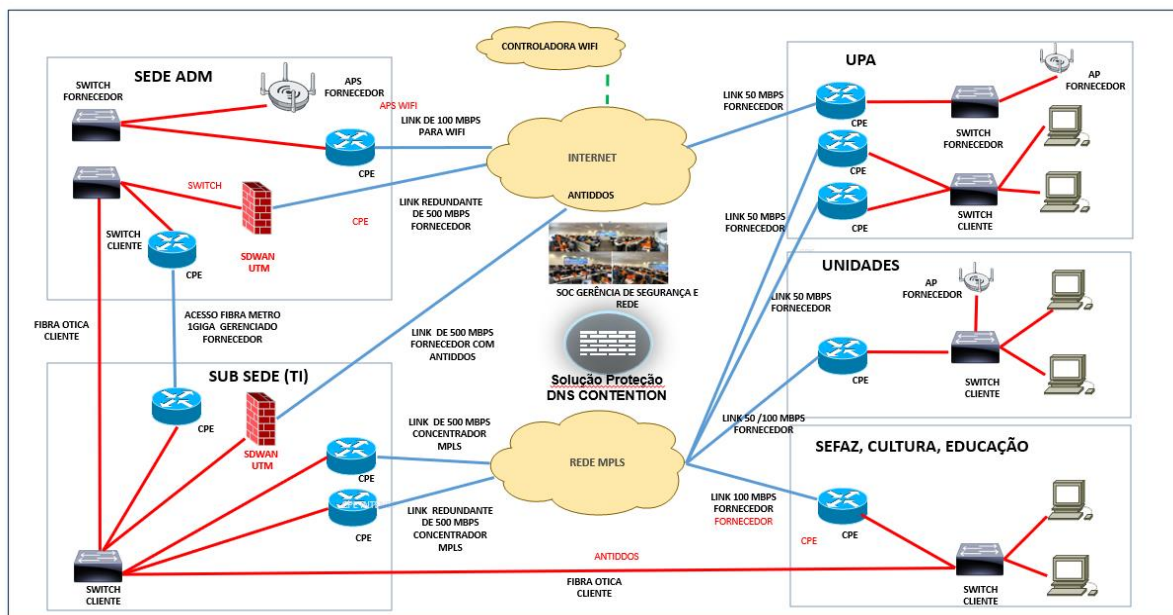 CONTROLADORA WIFI
SEDE ADM
SWITCH
FORNECEDOR
APS
FORNECEDOR
APS WIFI
LINK DE 100 MBPS
PARA WIFI
CPE
INTERNET
ANTIDDOS
SWITCH
LINK REDUNDANTE
DE 500 MBPS
FORNECEDOR
CPE
SWITCH
CLIENTE
CPE
SDWAN
UTM
UPA
AP
FORNECEDOR
LINK 50 MBPS
FORNECEDOR
CPE
SWITCH
FORNECEDOR
CPE
LINK 50 MBPS
FORNECEDOR
CPE
SWITCH
CLIENTE
SOC GERÊNCIA DE SEGURANÇA E
REDE
Solução Proteção
DNS CONTENTION
FIBRA OTICA
CLIENTE
ACESSO FIBRA METRO
1GIGA GERENCIADO
FORNECEDOR
LINK DE 500 MBPS
FORNECEDOR COM
ANTIDDOS
UNIDADES
AP
FORNECEDOR
LINK 50 MBPS
FORNECEDOR
CPE
SWITCH
CLIENTE
LINK 50 /100 MBPS
FORNECEDOR
SUB SEDE (TI)
CPE
SDWAN
UTM
LINK DE 500 MBPS
CONCENTRADOR
MPLS
CPE
REDE MPLS
CPE
LINK REDUNDANTE
DE 500 MBPS
CONCENTRADOR
MPLS
SEFAZ, CULTURA, EDUCAÇÃO
LINK 100 MBPS
FORNECEDOR
FORNECEDOR
CPE
CPE
SWITCH
CLIENTE
ANTIDDOS
FIBRA OTICA
CLIENTE
SWITCH
CLIENTE